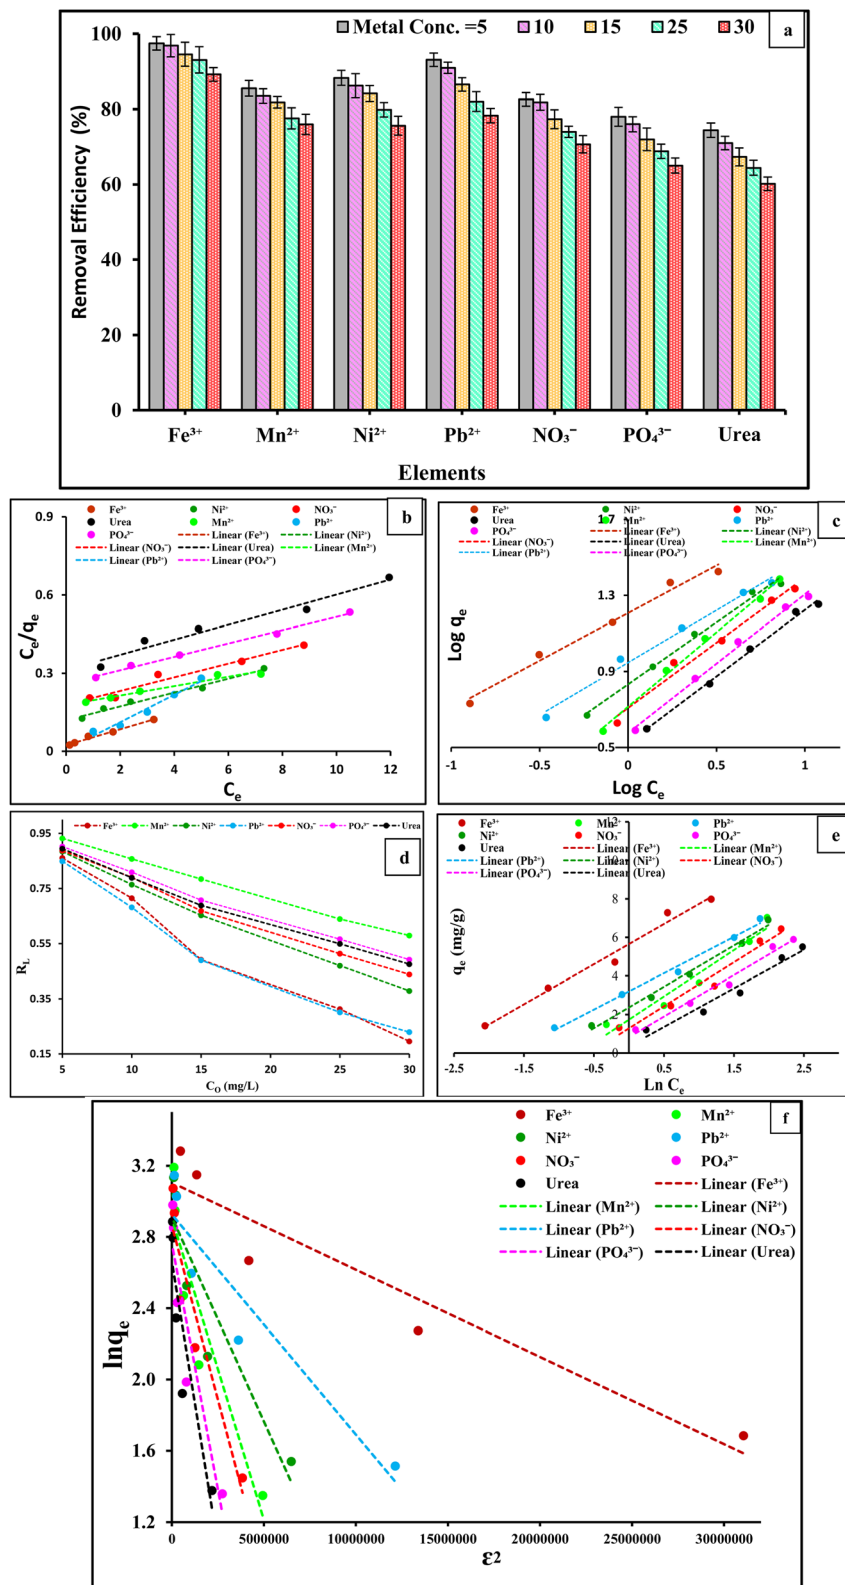 Metal Conc. =5 10 15 25 30 a
100
80
60
40
20
0
Removal Efficiency (%)
Fe³⁺ Mn²⁺ Ni²⁺ Pb²⁺ NO₃⁻ PO₄³⁻ Urea
Elements
b
Fe³⁺ Ni²⁺ NO₃⁻
Urea Mn²⁺ Pb²⁺
PO₄³⁻ Linear (Fe³⁺) Linear (Ni²⁺)
Linear (NO₃⁻) Linear (Urea) Linear (Mn²⁺)
Linear (Pb²⁺) Linear (PO₄³⁻)
0.9
0.6
0.3
0
Cₑ/qₑ
0 2 4 6 8 10 12
Cₑ
c
Fe³⁺ Ni²⁺ NO₃⁻
Urea Mn²⁺ Pb²⁺
PO₄³⁻ Linear (Fe³⁺) Linear (Ni²⁺)
Linear (NO₃⁻) Linear (Urea) Linear (Mn²⁺)
Linear (Pb²⁺) Linear (PO₄³⁻)
1.7
1.3
0.9
0.5
Log qₑ
-1 -0.5 0 0.5 1
Log Cₑ
d
Fe³⁺ Mn²⁺ Ni²⁺ Pb²⁺ NO₃⁻ PO₄³⁻ Urea
0.95
0.75
0.55
0.35
0.15
R_L
5 10 15 20 25 30
C_O (mg/L)
e
Fe³⁺ Mn²⁺ Pb²⁺
Ni²⁺ NO₃⁻ PO₄³⁻
Urea Linear (Fe³⁺) Linear (Mn²⁺)
Linear (Pb²⁺) Linear (Ni²⁺) Linear (NO₃⁻)
Linear (PO₄³⁻) Linear (Urea)
12
8
6
4
2
0
qₑ (mg/g)
-2.5 -1.5 -0.5 0.5 1.5 2.5
Ln Cₑ
f
Fe³⁺ Mn²⁺
Ni²⁺ Pb²⁺
NO₃⁻ PO₄³⁻
Urea Linear (Fe³⁺)
Linear (Mn²⁺) Linear (Ni²⁺)
Linear (Pb²⁺) Linear (NO₃⁻)
Linear (PO₄³⁻) Linear (Urea)
3.2
2.8
2.4
2.0
1.6
1.2
lnqₑ
0 5000000 10000000 15000000 20000000 25000000 30000000
ε²